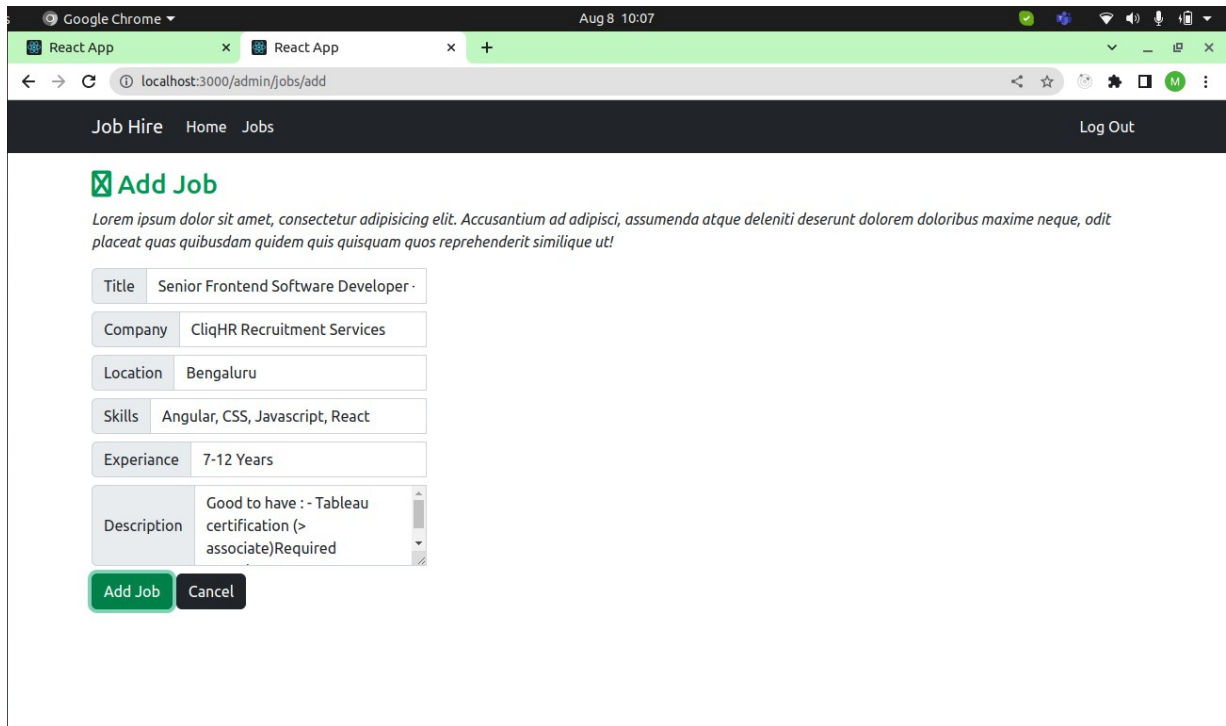 Google Chrome
Aug 8 10:07
React App
React App
localhost:3000/admin/jobs/add
M
Job Hire Home Jobs Log Out
Add Job
Lorem ipsum dolor sit amet, consectetur adipisicing elit. Accusantium ad adipisci, assumenda atque deleniti deserunt dolorem doloribus maxime neque, odit
placeat quas quibusdam quidem quis quisquam quos reprehenderit similique ut!
Title Senior Frontend Software Developer -
Company CliqHR Recruitment Services
Location Bengaluru
Skills Angular, CSS, Javascript, React
Experiance 7-12 Years
Description
Good to have : - Tableau
certification (>
associate)Required
Add Job Cancel